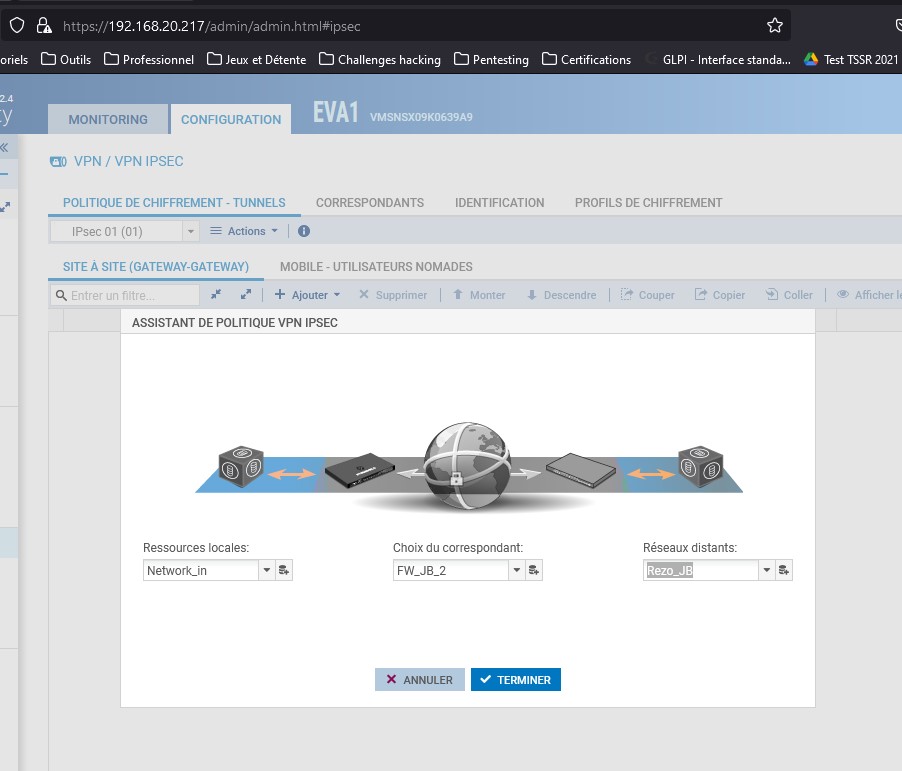 https://192.168.20.217/admin/admin.html#ipsec
oriels Outils Professionnel Jeux et Détente Challenges hacking Pentesting Certifications GLPI - Interface standa... Test TSSR 2021
2.4
MONITORING CONFIGURATION EVA1 VMSNSX09K0639A9
VPN / VPN IPSEC
POLITIQUE DE CHIFFREMENT - TUNNELS CORRESPONDANTS IDENTIFICATION PROFILS DE CHIFFREMENT
IPsec 01 (01) Actions
SITE À SITE (GATEWAY-GATEWAY) MOBILE - UTILISATEURS NOMADES
Entrer un filtre... Ajouter Supprimer Monter Descendre Couper Copier Coller Afficher le
ASSISTANT DE POLITIQUE VPN IPSEC
Ressources locales: Choix du correspondant: Réseaux distants:
Network_in FW_JB_2 Rezo_JB
ANNULER TERMINER